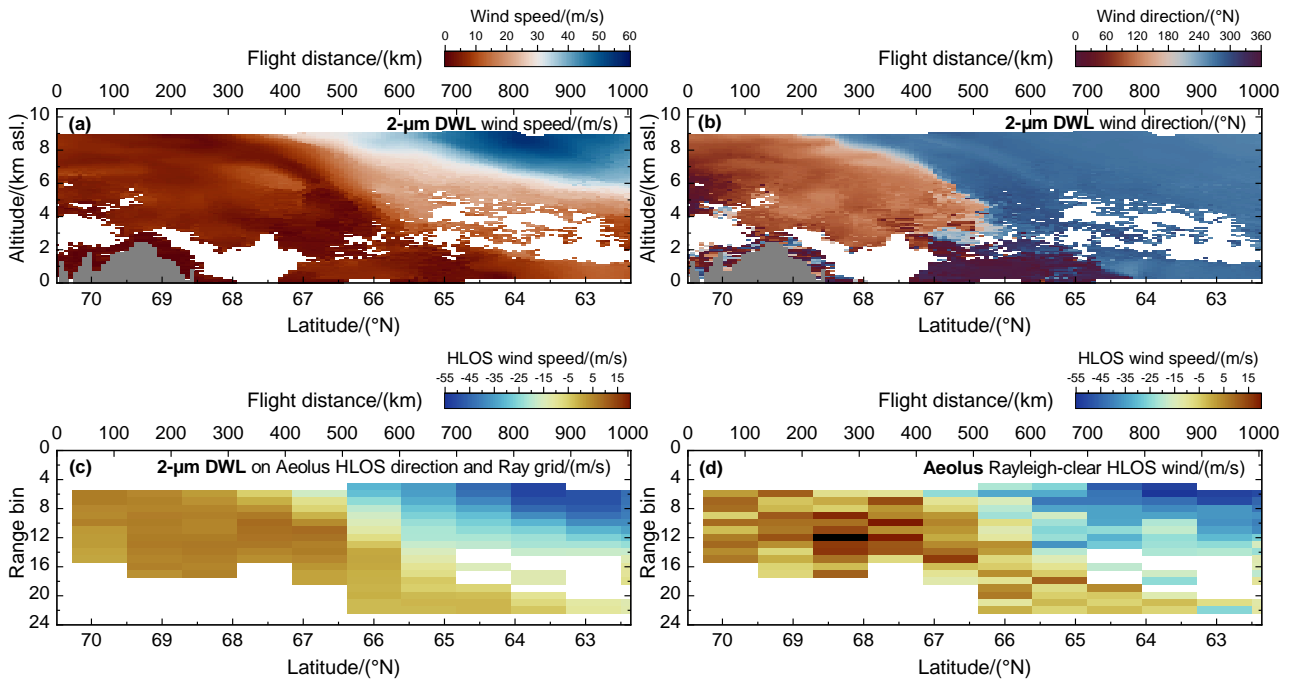 Wind speed/(m/s)
0 10 20 30 40 50 60
Flight distance/(km)
0 100 200 300 400 500 600 700 800 900 1000
(a) 2-µm DWL wind speed/(m/s)
Altitude/(km asl.)
10
8
6
4
2
0
70 69 68 67 66 65 64 63
Latitude/(°N)
Wind direction/(°N)
0 60 120 180 240 300 360
Flight distance/(km)
0 100 200 300 400 500 600 700 800 900 1000
(b) 2-µm DWL wind direction/(°N)
Altitude/(km asl.)
10
8
6
4
2
0
70 69 68 67 66 65 64 63
Latitude/(°N)
HLOS wind speed/(m/s)
-55 -45 -35 -25 -15 -5 5 15
Flight distance/(km)
0 100 200 300 400 500 600 700 800 900 1000
(c) 2-µm DWL on Aeolus HLOS direction and Ray grid/(m/s)
Range bin
0
4
8
12
16
20
24
70 69 68 67 66 65 64 63
Latitude/(°N)
HLOS wind speed/(m/s)
-55 -45 -35 -25 -15 -5 5 15
Flight distance/(km)
0 100 200 300 400 500 600 700 800 900 1000
(d) Aeolus Rayleigh-clear HLOS wind/(m/s)
Range bin
0
4
8
12
16
20
24
70 69 68 67 66 65 64 63
Latitude/(°N)